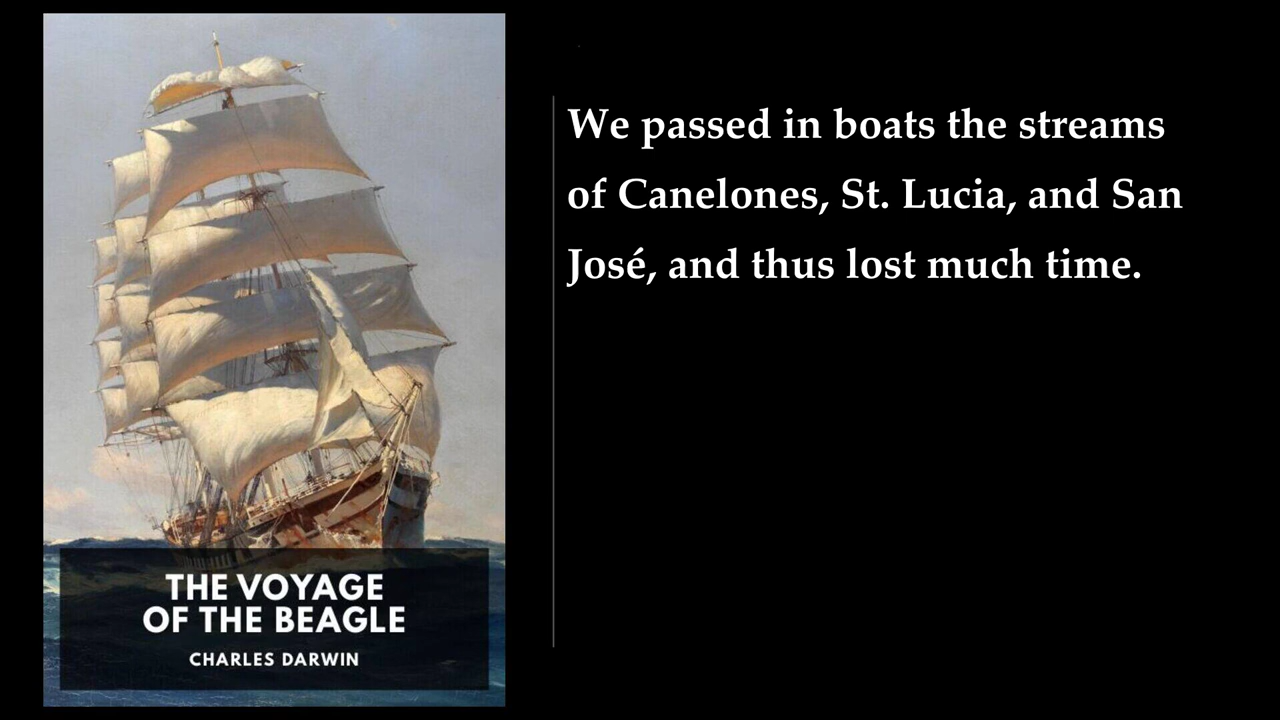 THE VOYAGE
OF THE BEAGLE
CHARLES DARWIN
We passed in boats the streams
of Canelones, St. Lucia, and San
José, and thus lost much time.